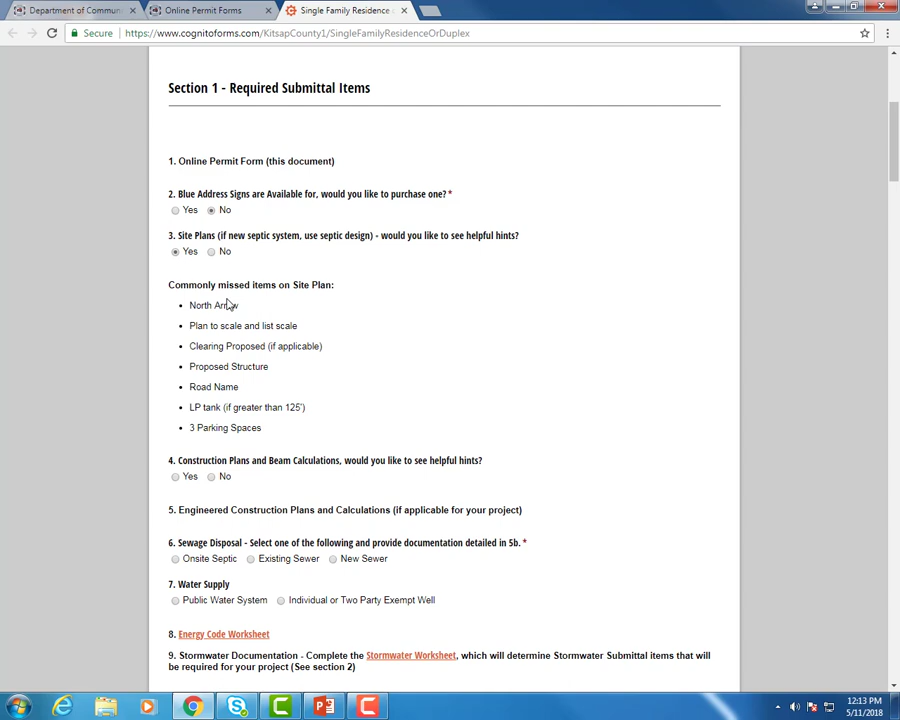 Department of Commun
Online Permit Forms
Single Family Residence
Secure
https://www.cognitoforms.com/KitsapCounty1/SingleFamilyResidenceOrDuplex
Section 1 - Required Submittal Items
1. Online Permit Form (this document)
2. Blue Address Signs are Available for, would you like to purchase one? *
Yes No
3. Site Plans (if new septic system, use septic design) - would you like to see helpful hints?
Yes No
Commonly missed items on Site Plan:
• North Arrow
• Plan to scale and list scale
• Clearing Proposed (if applicable)
• Proposed Structure
• Road Name
• LP tank (if greater than 125')
• 3 Parking Spaces
4. Construction Plans and Beam Calculations, would you like to see helpful hints?
Yes No
5. Engineered Construction Plans and Calculations (if applicable for your project)
6. Sewage Disposal - Select one of the following and provide documentation detailed in 5b. *
Onsite Septic Existing Sewer New Sewer
7. Water Supply
Public Water System Individual or Two Party Exempt Well
8. Energy Code Worksheet
9. Stormwater Documentation - Complete the Stormwater Worksheet, which will determine Stormwater Submittal items that will
be required for your project (See section 2)
12:13 PM
5/11/2018